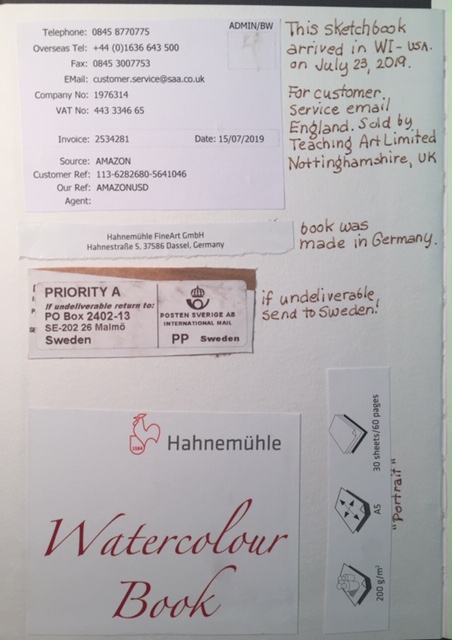 ADMIN/BW
Telephone: 0845 8770775
Overseas Tel: +44 (0)1636 643 500
Fax: 0845 3007753
EMail: customer.service@saa.co.uk
Company No: 1976314
VAT No: 443 3346 65
Invoice: 2534281 Date: 15/07/2019
Source: AMAZON
Customer Ref: 113-6282680-5641046
Our Ref: AMAZONUSD
Agent:
This sketchbook
arrived in WI-USA.
on July 23, 2019.
For customer
Service email
England. Sold by
Teaching Art Limited
Nottinghamshire, UK
Hahnemühle FineArt GmbH
Hahnestraße 5, 37586 Dassel, Germany
book was
made in Germany.
PRIORITY A
If undeliverable return to:
PO Box 2402-13
SE-202 26 Malmö
Sweden
POSTEN SVERIGE AB
INTERNATIONAL MAIL
PP Sweden
if undeliverable,
send to Sweden!
1584
Hahnemühle
Watercolour
Book
30 sheets/60 pages
A5
200 g/m²
"Portrait"